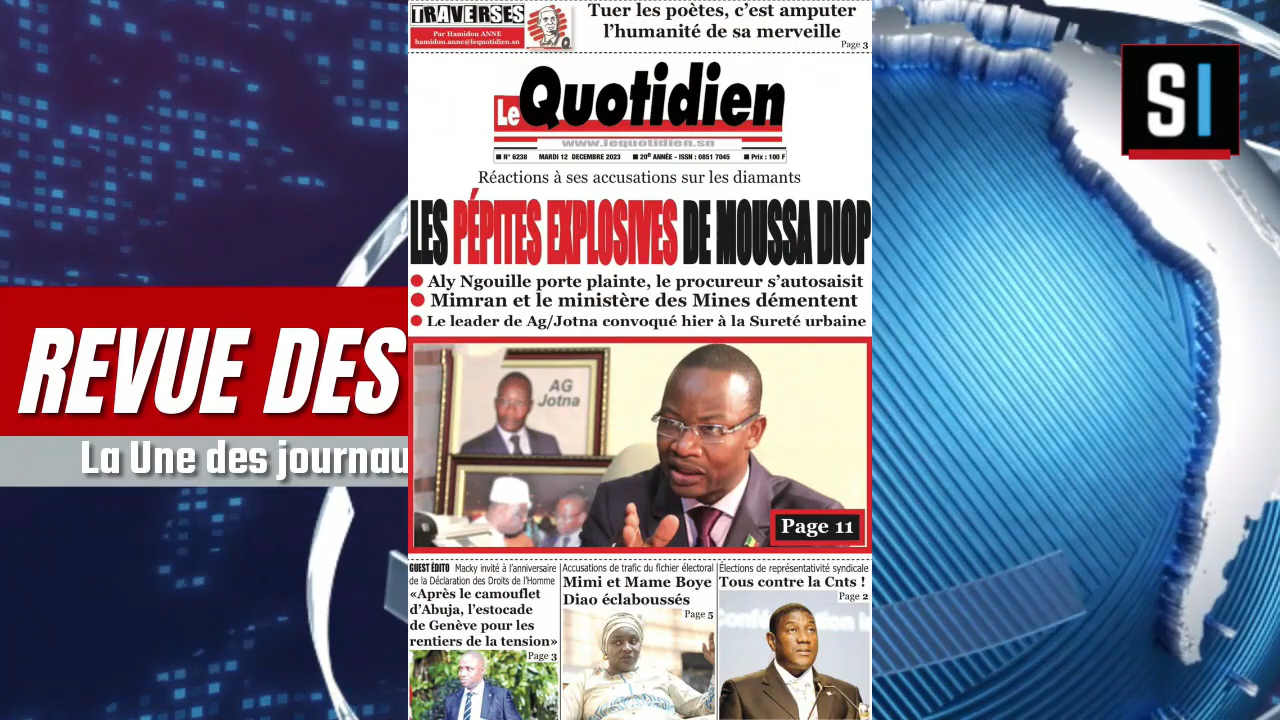 TRAVERSES
Par Hamidou ANNE
hamidou.anne@lequotidien.sn
Tuer les poètes, c'est amputer
l'humanité de sa merveille
Page 3
Le Quotidien
www.lequotidien.sn
N° 6238 MARDI 12 DECEMBRE 2023 20e ANNÉE - ISSN : 0851 7045 Prix : 100 F
Réactions à ses accusations sur les diamants
LES PÉPITES EXPLOSIVES DE MOUSSA DIOP
Aly Ngouille porte plainte, le procureur s'autosaisit
Mimran et le ministère des Mines démentent
Le leader de Ag/Jotna convoqué hier à la Sureté urbaine
AG
Jotna
Page 11
GUEST ÉDITO Macky invité à l'anniversaire
de la Déclaration des Droits de l'Homme
«Après le camouflet
d'Abuja, l'estocade
de Genève pour les
rentiers de la tension»
Page 3
Accusations de trafic du fichier électoral
Mimi et Mame Boye
Diao éclaboussés
Page 5
Élections de représentativité syndicale
Tous contre la Cnts !
Page 2
REVUE DES
La Une des journau
SI